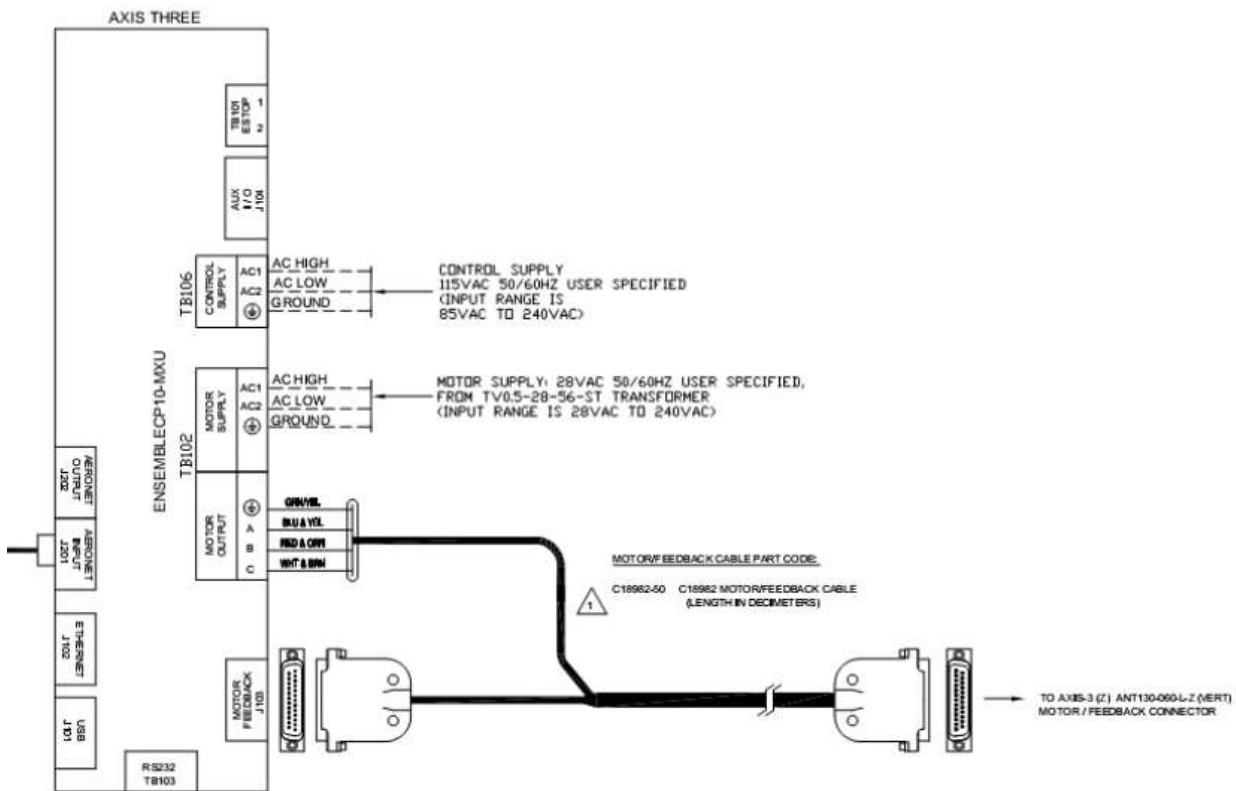 AXIS THREE
TB101
ESTOP
1
2
AUX
I / O
J104
TB106
CONTROL
SUPPLY
AC1
AC2
AC HIGH
AC LOW
GROUND
CONTROL SUPPLY
115VAC 50/60HZ USER SPECIFIED
(INPUT RANGE IS
85VAC TO 240VAC)
ENSEMBLECP10-MXU
TB102
MOTOR
SUPPLY
AC1
AC2
AC HIGH
AC LOW
GROUND
MOTOR SUPPLY: 28VAC 50/60HZ USER SPECIFIED,
FROM TV0.5-28-56-ST TRANSFORMER
(INPUT RANGE IS 28VAC TO 240VAC)
AERONET
OUTPUT
J202
AERONET
INPUT
J201
MOTOR
OUTPUT
A
B
C
GRN/YEL
BLU & YEL
RED & ORN
WHT & BRN
MOTOR/FEEDBACK CABLE PART CODE:
1
C18982-50 C18982 MOTOR/FEEDBACK CABLE
(LENGTH IN DECIMETERS)
ETHERNET
J102
USB
J101
MOTOR
FEEDBACK
J103
TO AXIS-3 (Z) ANT130-060-L-Z (VERT)
MOTOR / FEEDBACK CONNECTOR
RS232
TB103